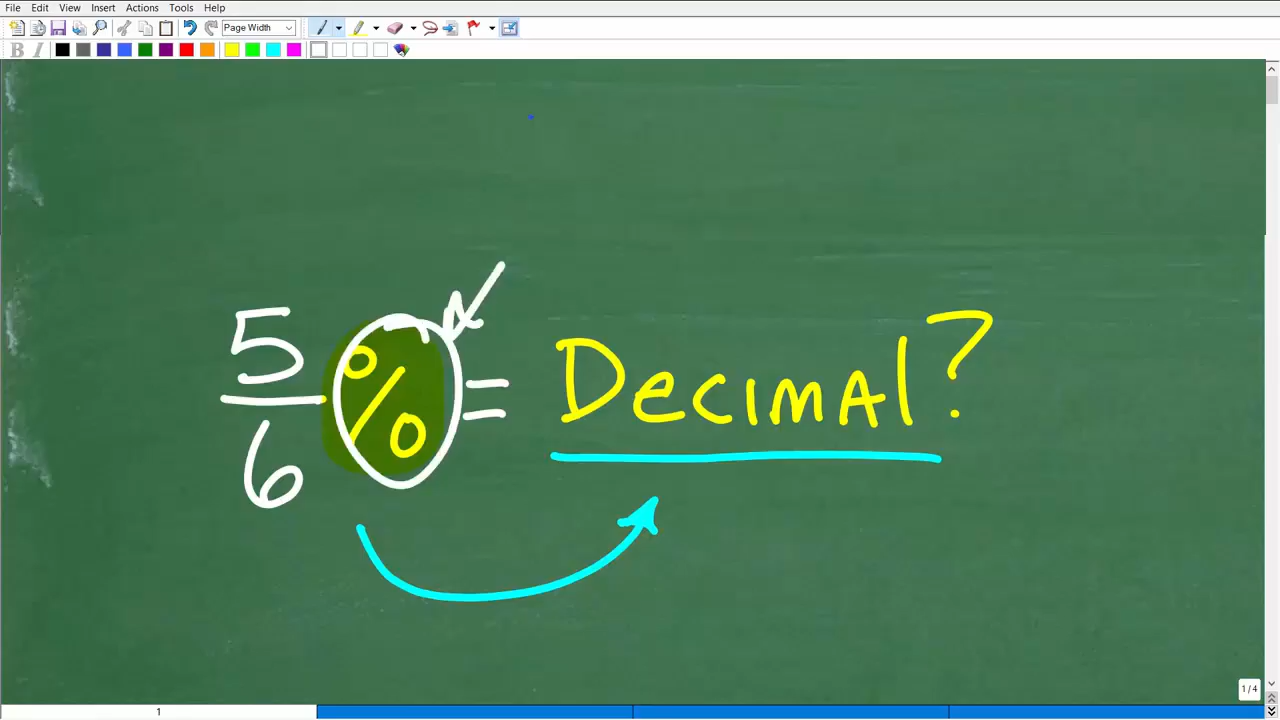 File Edit View Insert Actions Tools Help
Page Width
B I
5/6 % = Decimal?
1 / 4
1